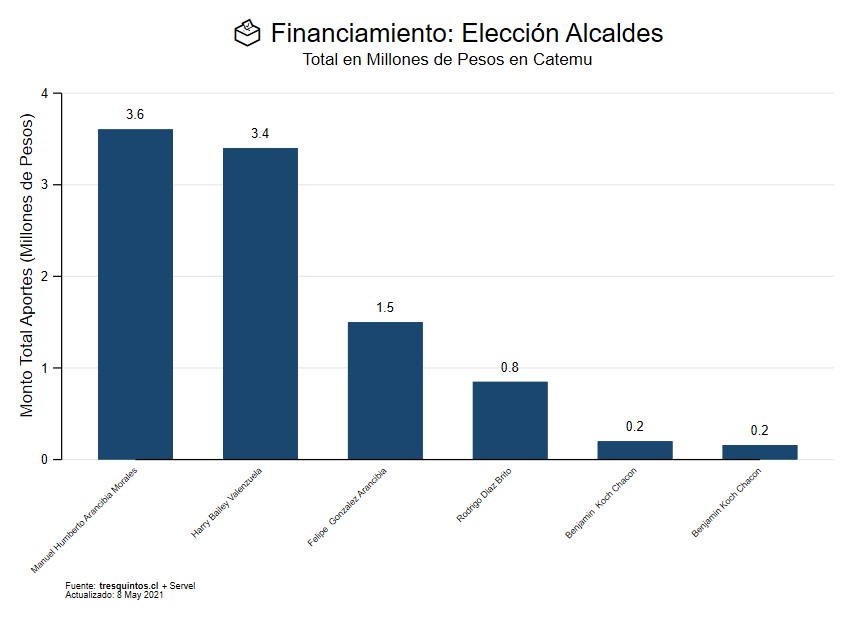 Financiamiento: Elección Alcaldes
Total en Millones de Pesos en Catemu
Monto Total Aportes (Millones de Pesos)
4
3
2
1
0
3.6
3.4
1.5
0.8
0.2
0.2
Manuel Humberto Arancibia Morales
Harry Bailey Valenzuela
Felipe  Gonzalez Arancibia
Rodrigo Diaz Brito
Benjamin  Koch Chacon
Benjamin Koch Chacon
Fuente: tresquintos.cl + Servel
Actualizado: 8 May 2021